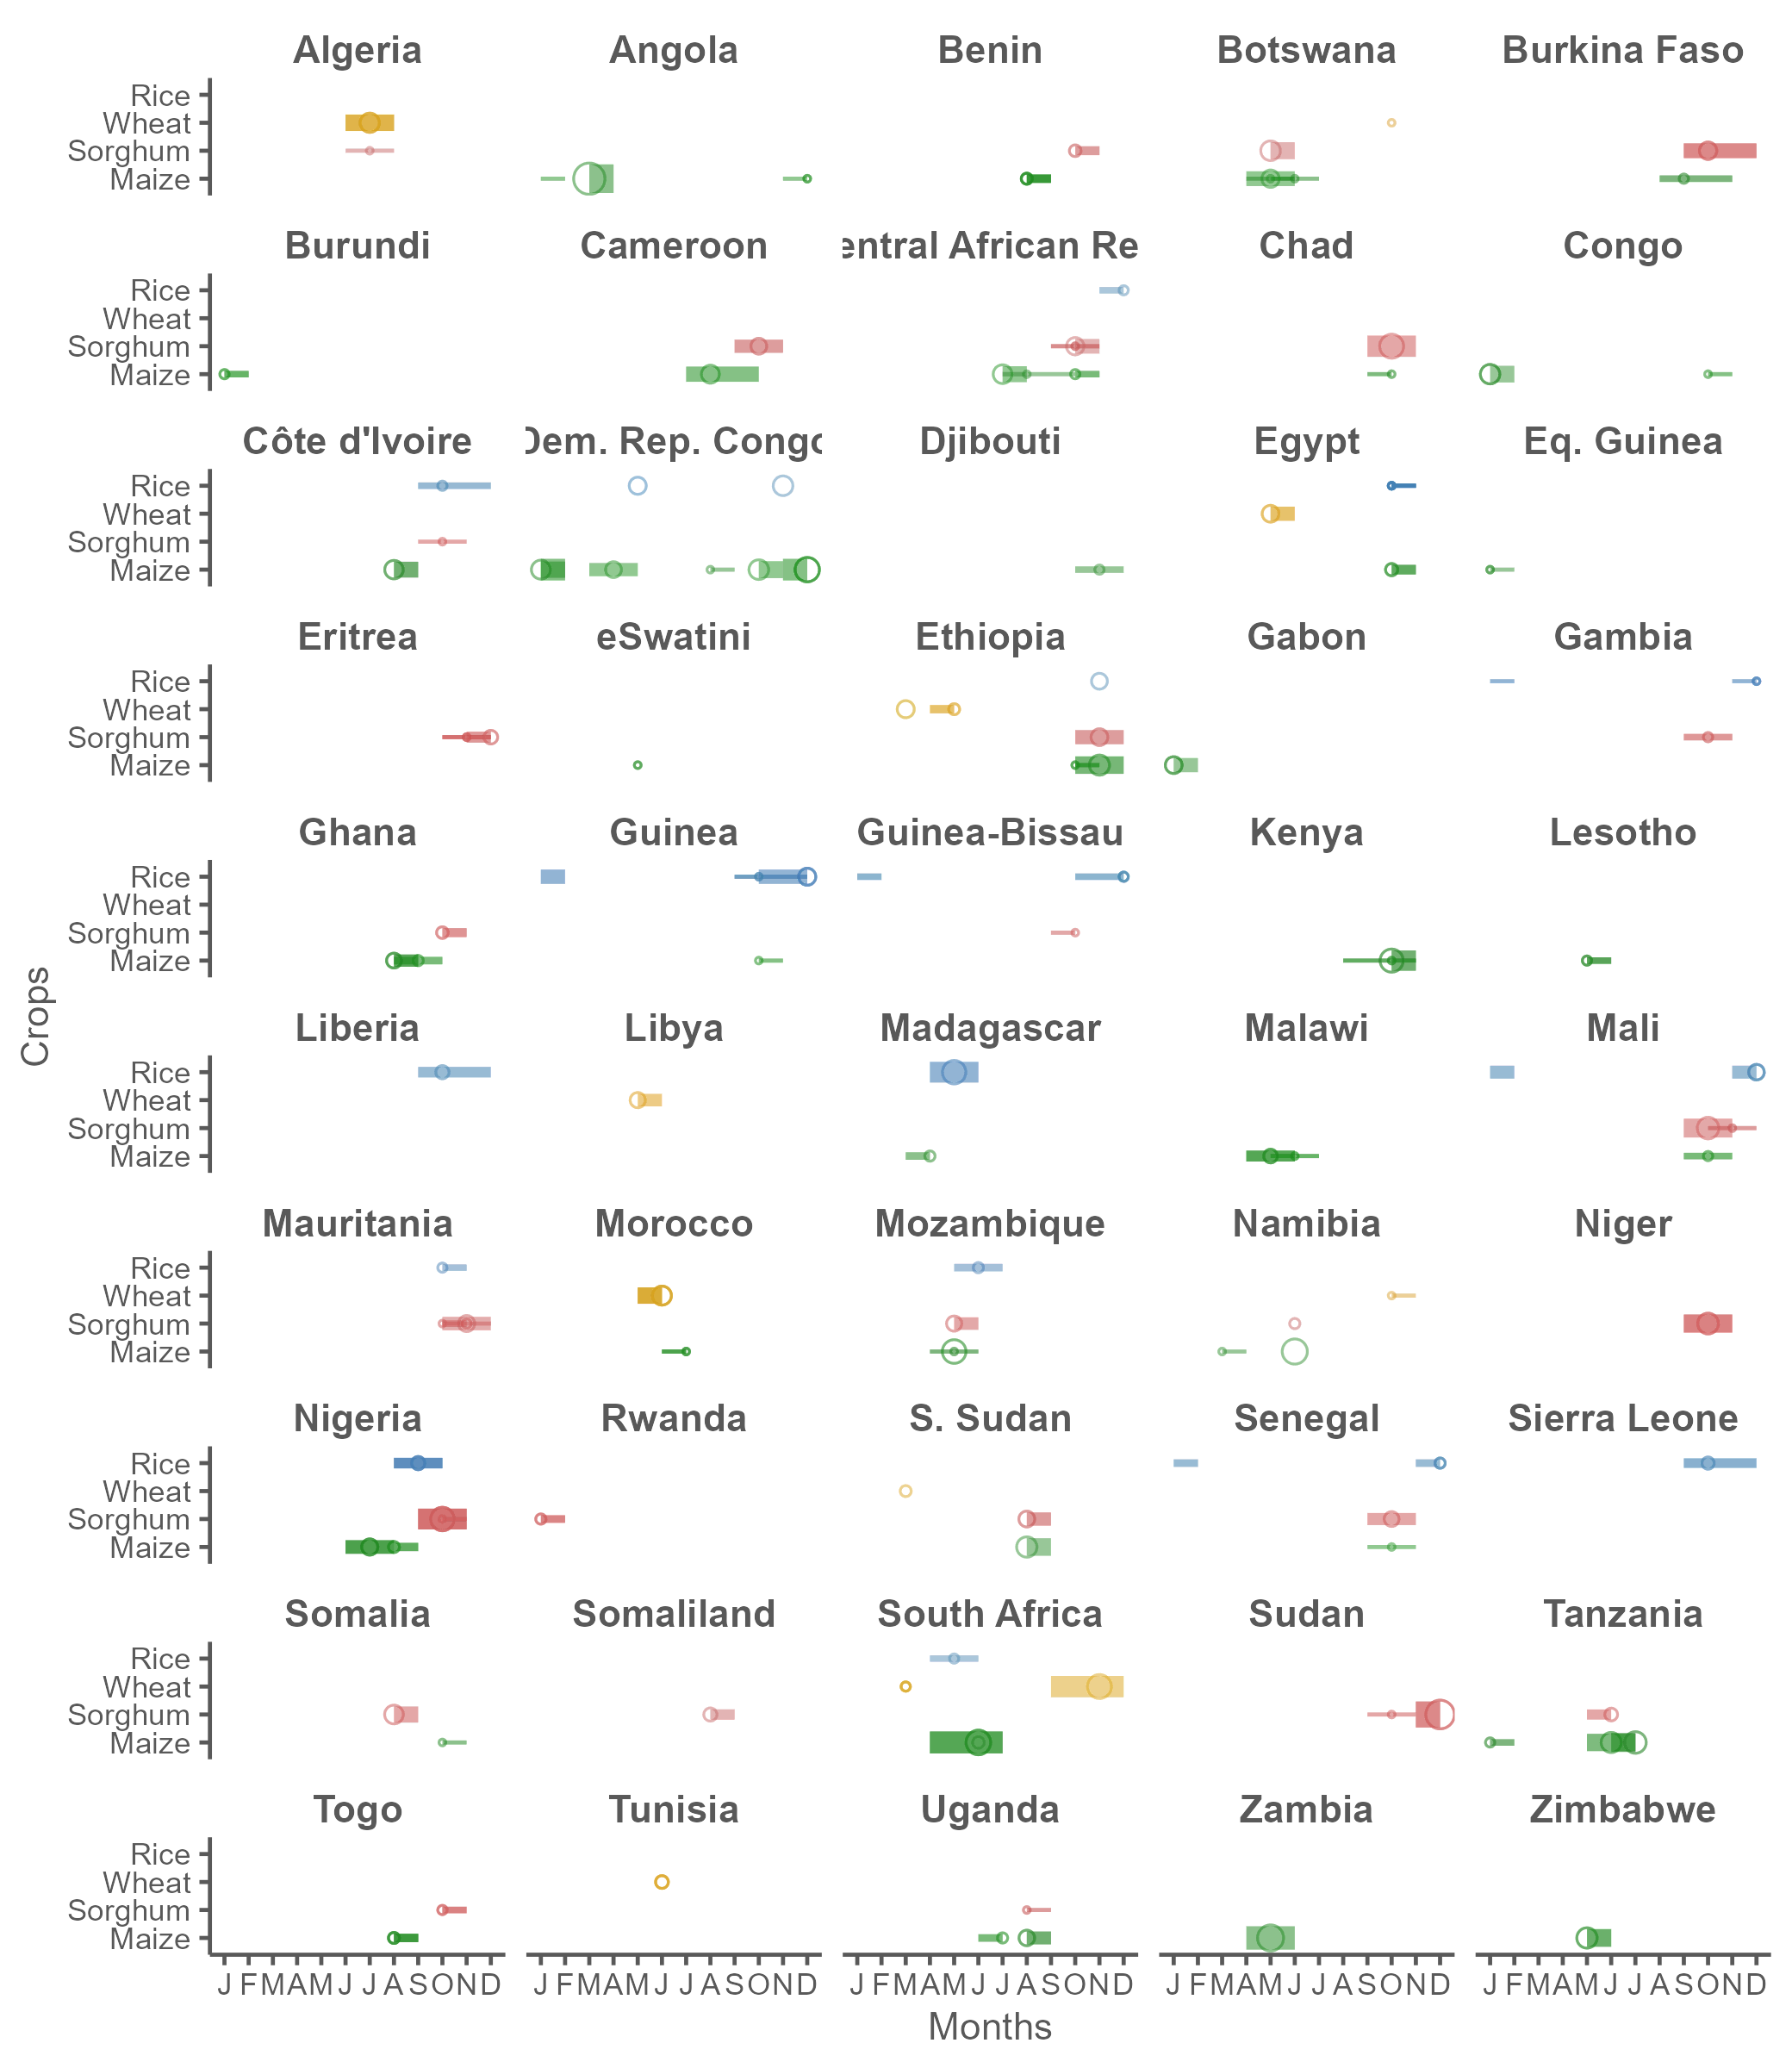 Algeria Angola Benin Botswana Burkina Faso
Rice
Wheat
Sorghum
Maize
Burundi Cameroon entral African Re Chad Congo
Rice
Wheat
Sorghum
Maize
Côte d'Ivoire Dem. Rep. Congo Djibouti Egypt Eq. Guinea
Rice
Wheat
Sorghum
Maize
Eritrea eSwatini Ethiopia Gabon Gambia
Rice
Wheat
Sorghum
Maize
Ghana Guinea Guinea-Bissau Kenya Lesotho
Rice
Wheat
Sorghum
Maize
Crops
Liberia Libya Madagascar Malawi Mali
Rice
Wheat
Sorghum
Maize
Mauritania Morocco Mozambique Namibia Niger
Rice
Wheat
Sorghum
Maize
Nigeria Rwanda S. Sudan Senegal Sierra Leone
Rice
Wheat
Sorghum
Maize
Somalia Somaliland South Africa Sudan Tanzania
Rice
Wheat
Sorghum
Maize
Togo Tunisia Uganda Zambia Zimbabwe
Rice
Wheat
Sorghum
Maize
J F M A M J J A S O N D J F M A M J J A S O N D J F M A M J J A S O N D J F M A M J J A S O N D J F M A M J J A S O N D
Months